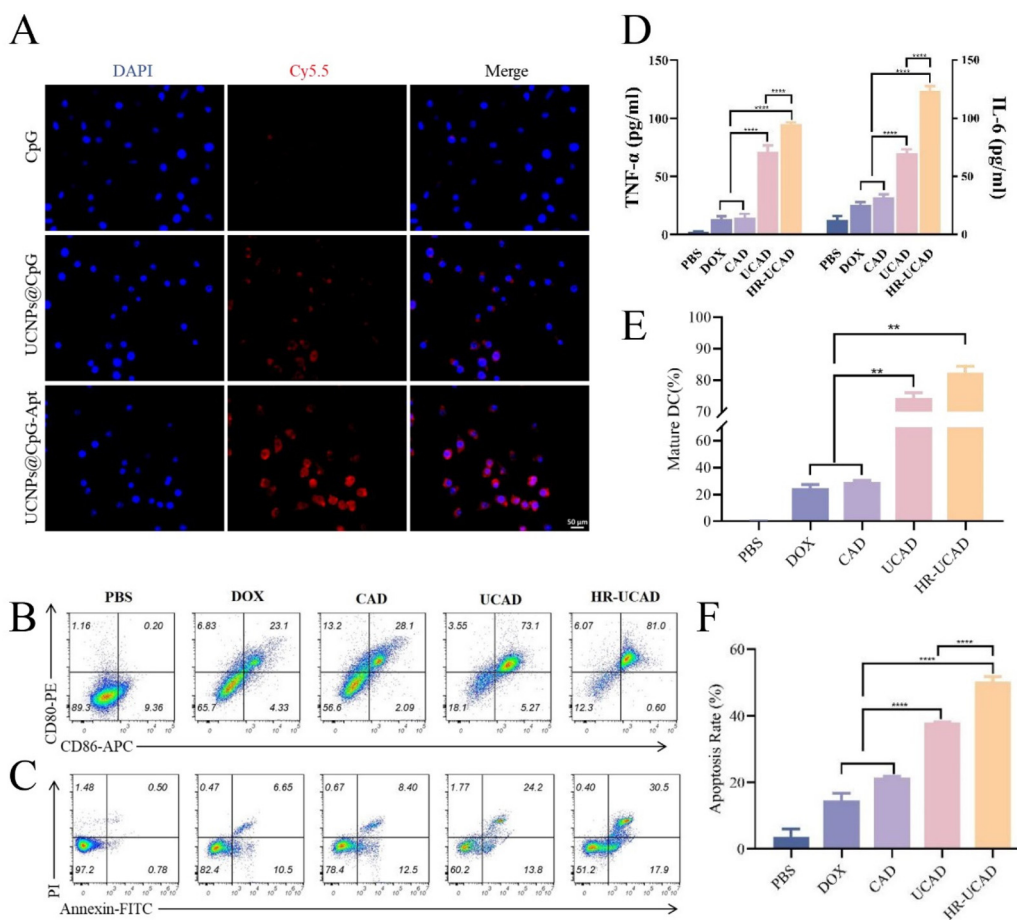 A
DAPI Cy5.5 Merge
CpG
UCNPs@CpG
UCNPs@CpG-Apt
50 μm
D
TNF-α (pg/ml)
150
100
50
0
IL-6 (pg/ml)
150
100
50
0
**** **** ****
**** **** ****
PBS DOX CAD UCAD HR-UCAD
PBS DOX CAD UCAD HR-UCAD
E
Mature DC(%)
100
90
80
70
60
40
20
0
**
**
PBS DOX CAD UCAD HR-UCAD
B
PBS DOX CAD UCAD HR-UCAD
CD80-PE
1.16 0.20 6.83 23.1 13.2 28.1 3.55 73.1 6.07 81.0
89.3 9.36 65.7 4.33 56.6 2.09 18.1 5.27 12.3 0.60
CD86-APC
C
PI
1.48 0.50 0.47 6.65 0.67 8.40 1.77 24.2 0.40 30.5
97.2 0.78 82.4 10.5 78.4 12.5 60.2 13.8 51.2 17.9
Annexin-FITC
F
Apoptosis Rate (%)
60
40
20
0
****
****
****
PBS DOX CAD UCAD HR-UCAD